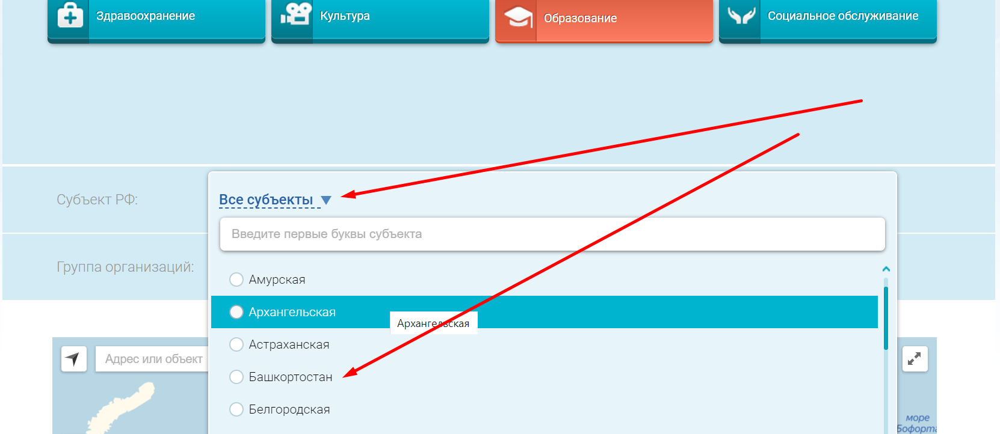 Здравоохранение
Культура
Образование
Социальное обслуживание
Субъект РФ:
Все субъекты
Введите первые буквы субъекта
Группа организаций:
Амурская
Архангельская
Архангельская
Астраханская
Адрес или объект
Башкортостан
Белгородская
море
Бофорта